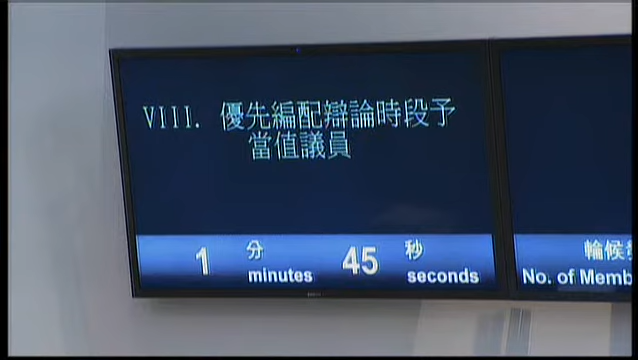 VIII. 優先編配辯論時段予
當值議員
1 分 minutes 45 秒 seconds
輪候
No. of Memb